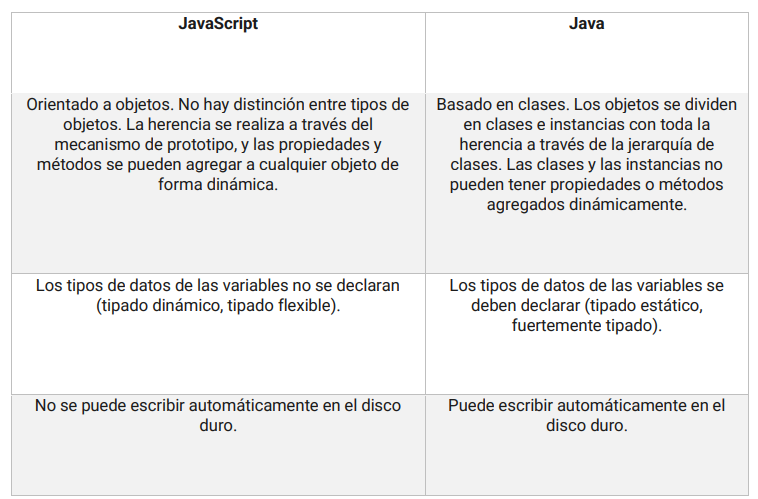 JavaScript
Java
Orientado a objetos. No hay distinción entre tipos de
objetos. La herencia se realiza a través del
mecanismo de prototipo, y las propiedades y
métodos se pueden agregar a cualquier objeto de
forma dinámica.
Basado en clases. Los objetos se dividen
en clases e instancias con toda la
herencia a través de la jerarquía de
clases. Las clases y las instancias no
pueden tener propiedades o métodos
agregados dinámicamente.
Los tipos de datos de las variables no se declaran
(tipado dinámico, tipado flexible).
Los tipos de datos de las variables se
deben declarar (tipado estático,
fuertemente tipado).
No se puede escribir automáticamente en el disco
duro.
Puede escribir automáticamente en el
disco duro.